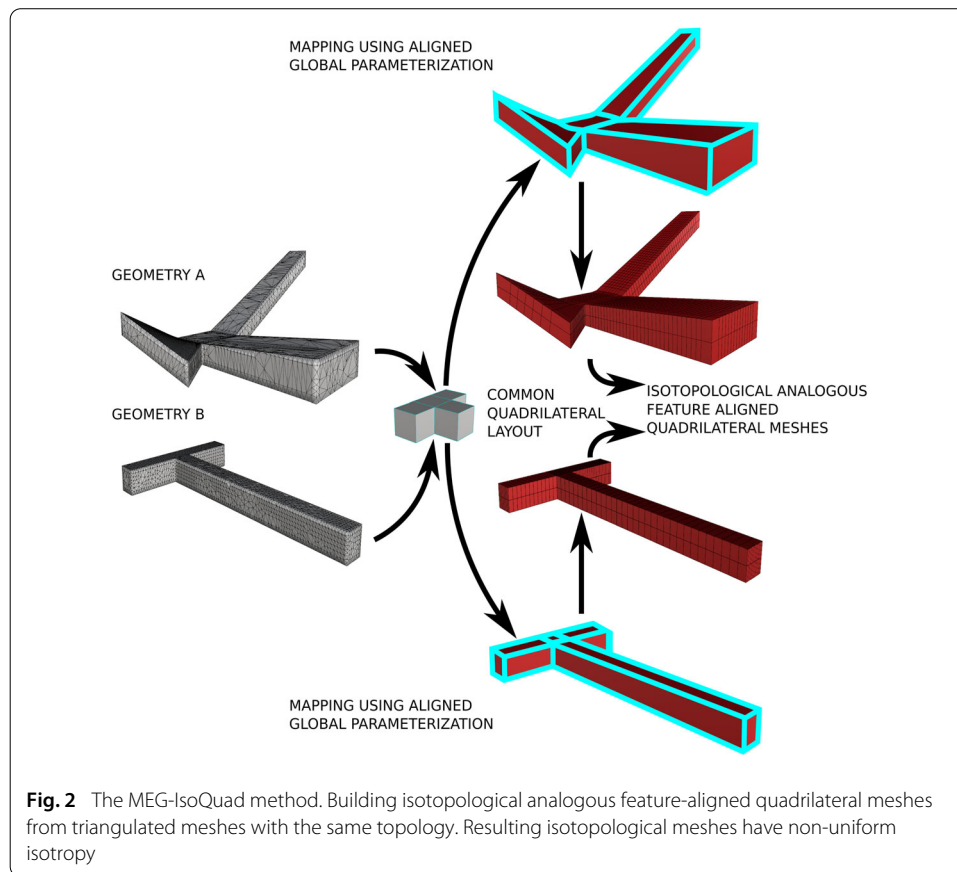 MAPPING USING ALIGNED
GLOBAL PARAMETERIZATION
GEOMETRY A
GEOMETRY B
COMMON
QUADRILATERAL
LAYOUT
ISOTOPOLOGICAL ANALOGOUS
FEATURE ALIGNED
QUADRILATERAL MESHES
MAPPING USING ALIGNED
GLOBAL PARAMETERIZATION
Fig. 2 The MEG-IsoQuad method. Building isotopological analogous feature-aligned quadrilateral meshes
from triangulated meshes with the same topology. Resulting isotopological meshes have non-uniform
isotropy